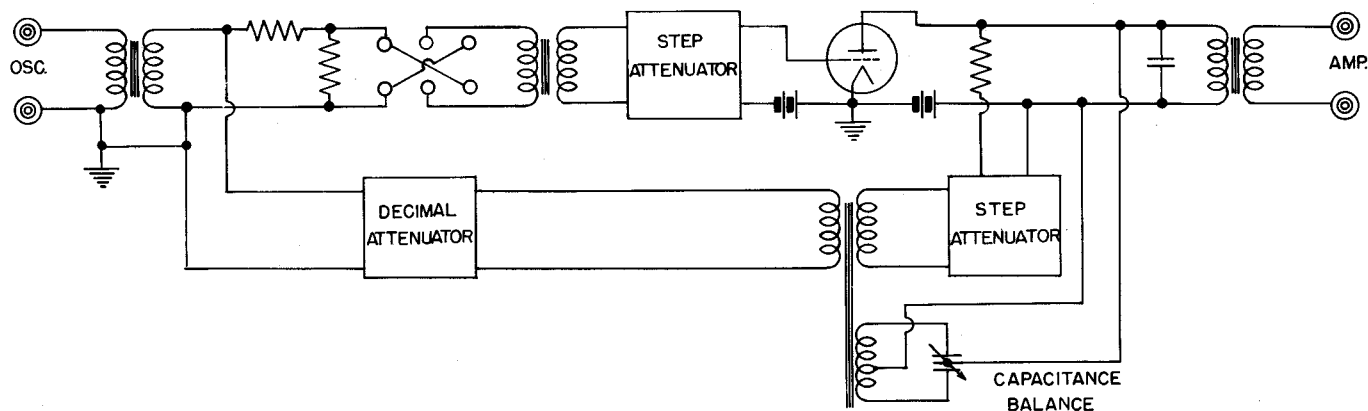 OSC.
STEP
ATTENUATOR
AMP.
DECIMAL
ATTENUATOR
STEP
ATTENUATOR
CAPACITANCE
BALANCE